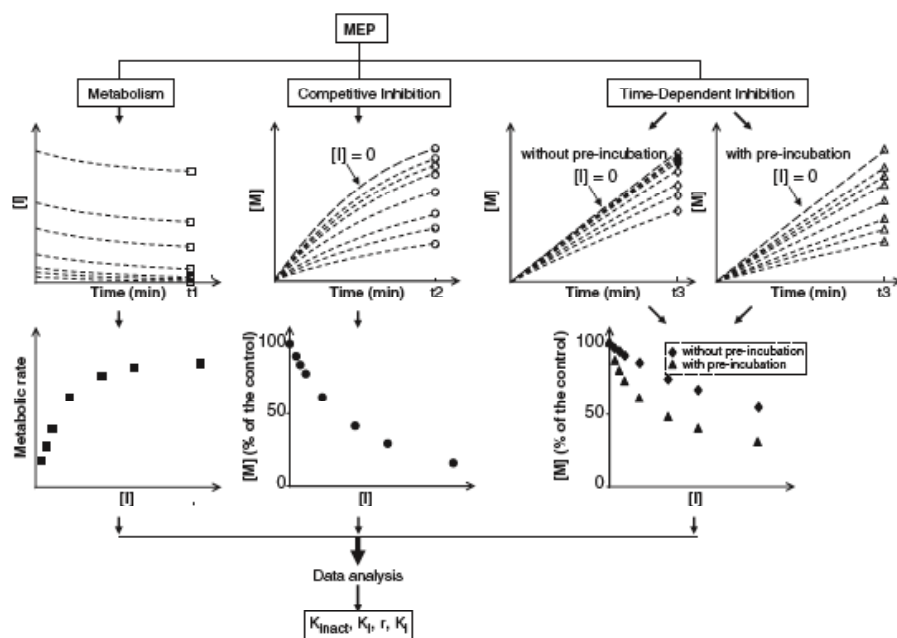 MEP
Metabolism
Competitive Inhibition
Time-Dependent Inhibition
[I]
Time (min)
t1
[M]
[I] = 0
Time (min)
t2
[M]
without pre-incubation
[I] = 0
Time (min)
t3
[M]
with pre-incubation
[I] = 0
Time (min)
t3
Metabolic rate
[I]
[M] (% of the control)
100
50
0
[I]
[M] (% of the control)
100
50
0
without pre-incubation
with pre-incubation
[I]
Data analysis
Kinact, KI, r, Ki